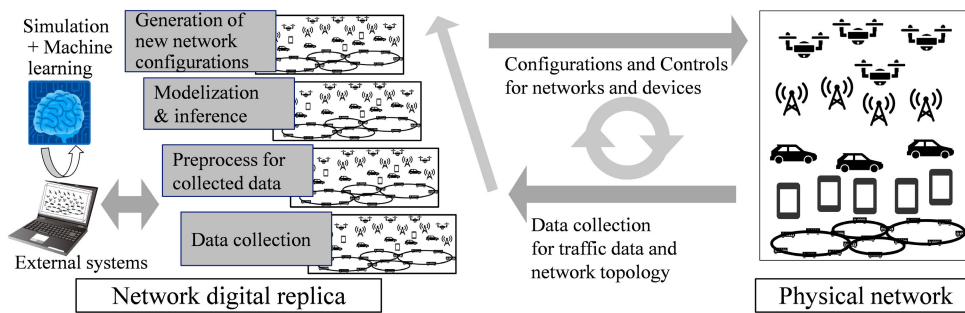 Simulation
+ Machine
learning
Generation of
new network
configurations
Modelization
& inference
Preprocess for
collected data
Data collection
External systems
Network digital replica
Configurations and Controls
for networks and devices
Data collection
for traffic data and
network topology
Physical network